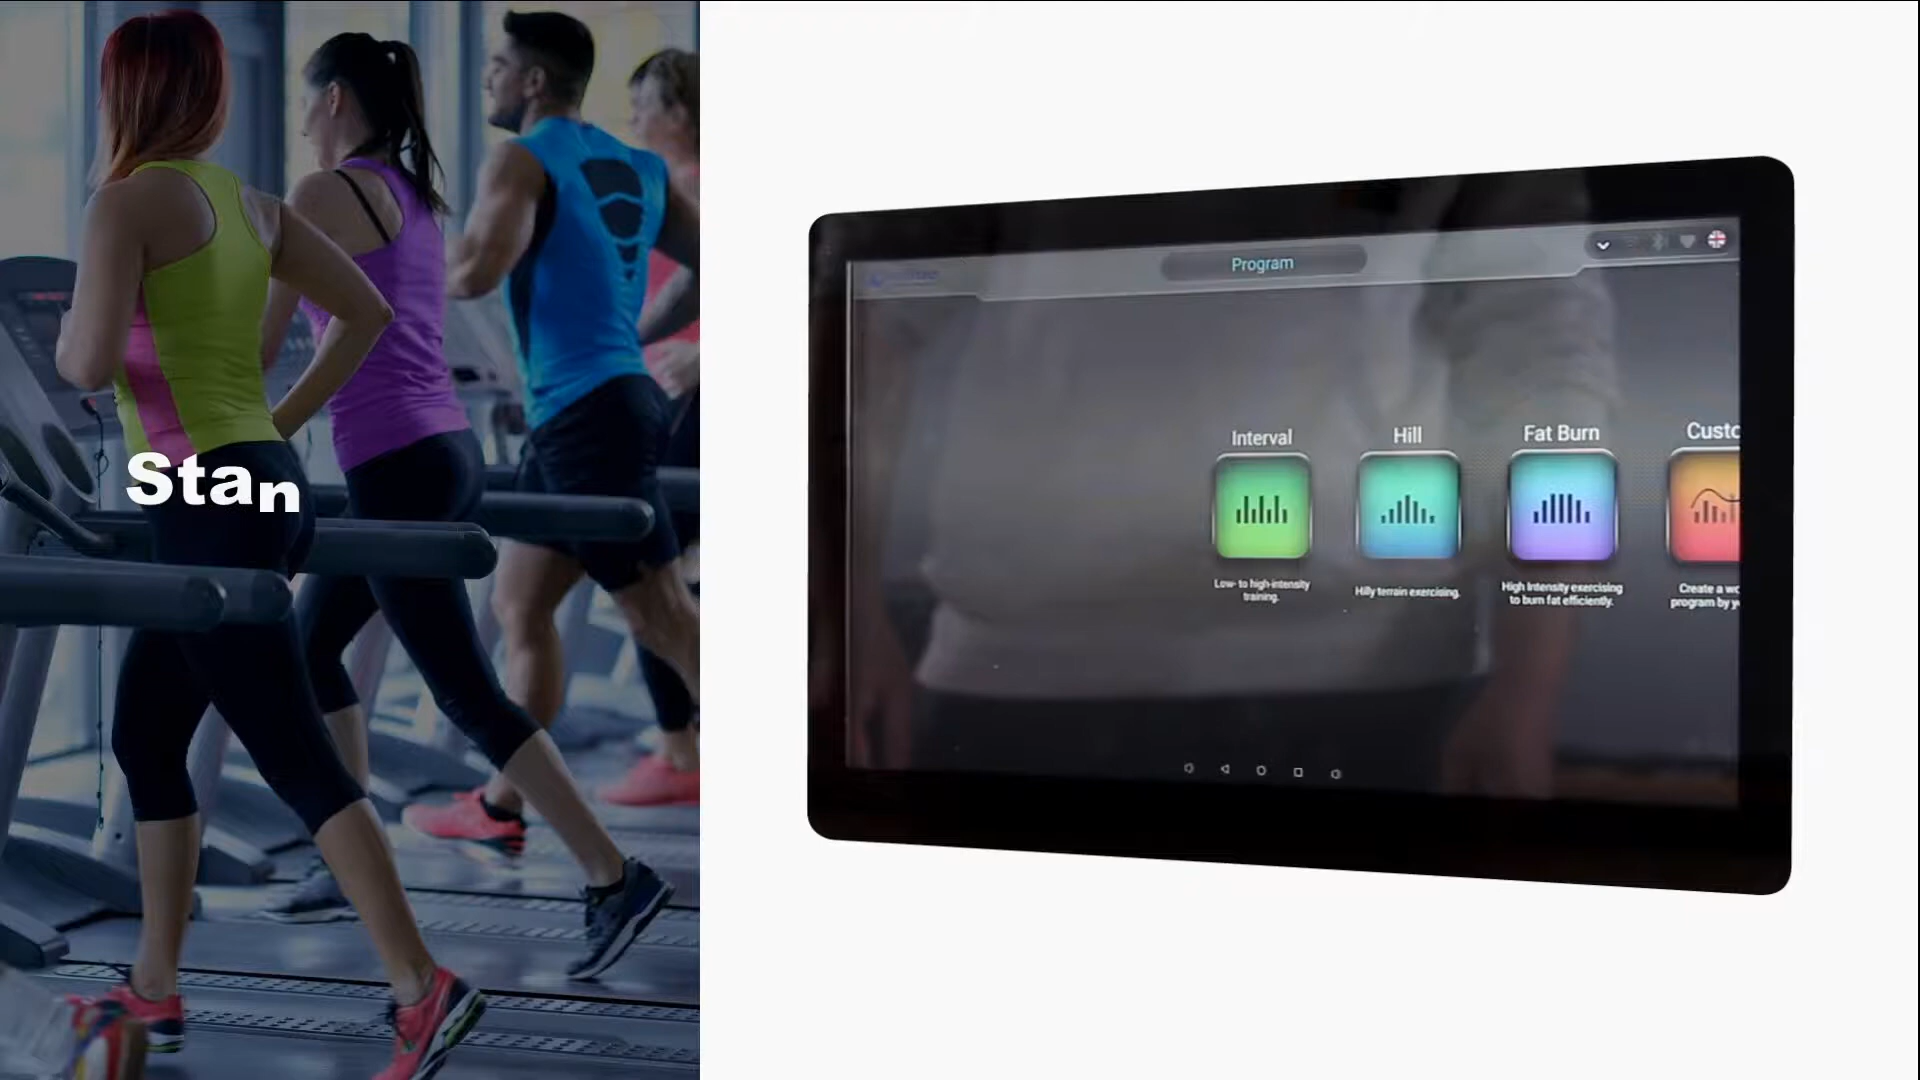 Stan
Program
Interval
Hill
Fat Burn
Custo
Low- to high-intensity
training.
Hilly terrain exercising.
High Intensity exercising
to burn fat efficiently.
Create a wo
program by y